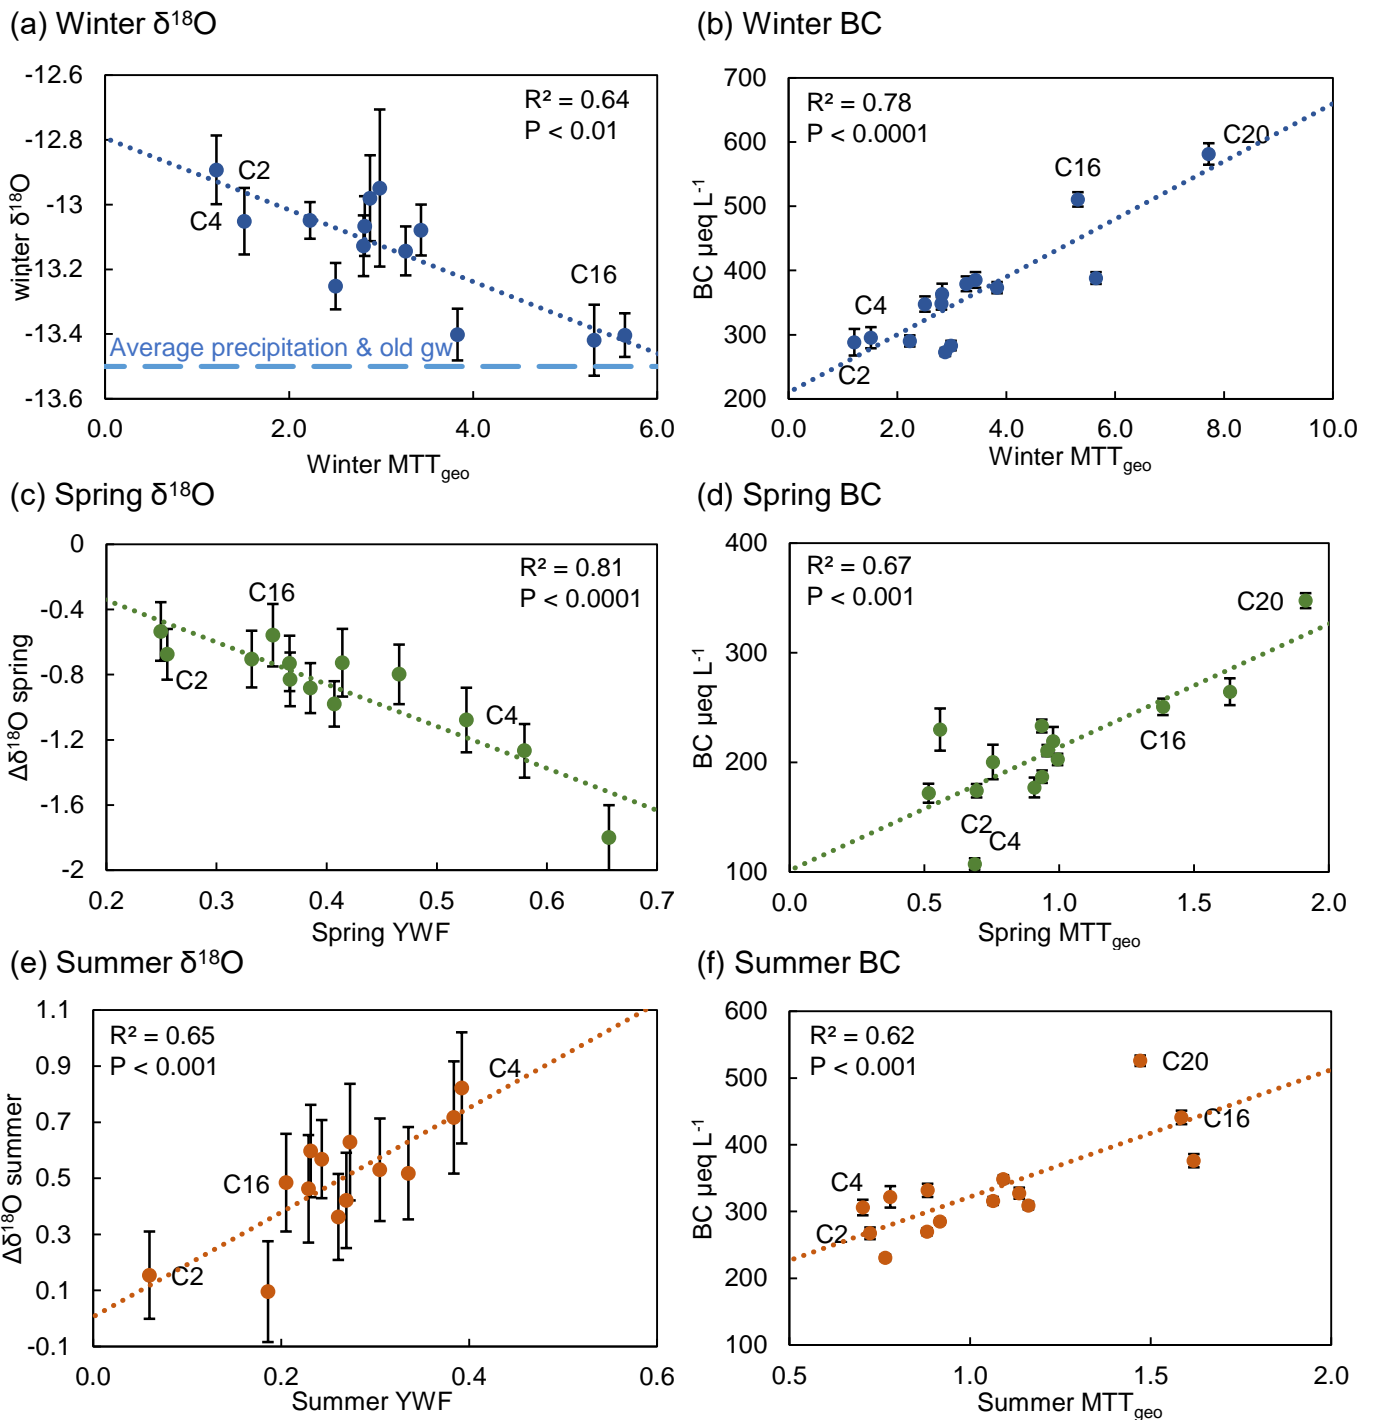 (a) Winter δ¹⁸O
-12.6
-12.8
-13
-13.2
-13.4
-13.6
winter δ¹⁸O
R² = 0.64
P < 0.01
C2
C4
C16
Average precipitation & old gw
0.0 2.0 4.0 6.0
Winter MTTgeo
(b) Winter BC
700
600
500
400
300
200
BC µeq L⁻¹
R² = 0.78
P < 0.0001
C20
C16
C4
C2
0.0 2.0 4.0 6.0 8.0 10.0
Winter MTTgeo
(c) Spring δ¹⁸O
0
-0.4
-0.8
-1.2
-1.6
-2
Δδ¹⁸O spring
R² = 0.81
P < 0.0001
C16
C2
C4
0.2 0.3 0.4 0.5 0.6 0.7
Spring YWF
(d) Spring BC
400
300
200
100
BC µeq L⁻¹
R² = 0.67
P < 0.001
C20
C16
C2
C4
0.0 0.5 1.0 1.5 2.0
Spring MTTgeo
(e) Summer δ¹⁸O
1.1
0.9
0.7
0.5
0.3
0.1
-0.1
Δδ¹⁸O summer
R² = 0.65
P < 0.001
C4
C16
C2
0.0 0.2 0.4 0.6
Summer YWF
(f) Summer BC
600
500
400
300
200
100
BC µeq L⁻¹
R² = 0.62
P < 0.001
C20
C16
C4
C2
0.5 1.0 1.5 2.0
Summer MTTgeo